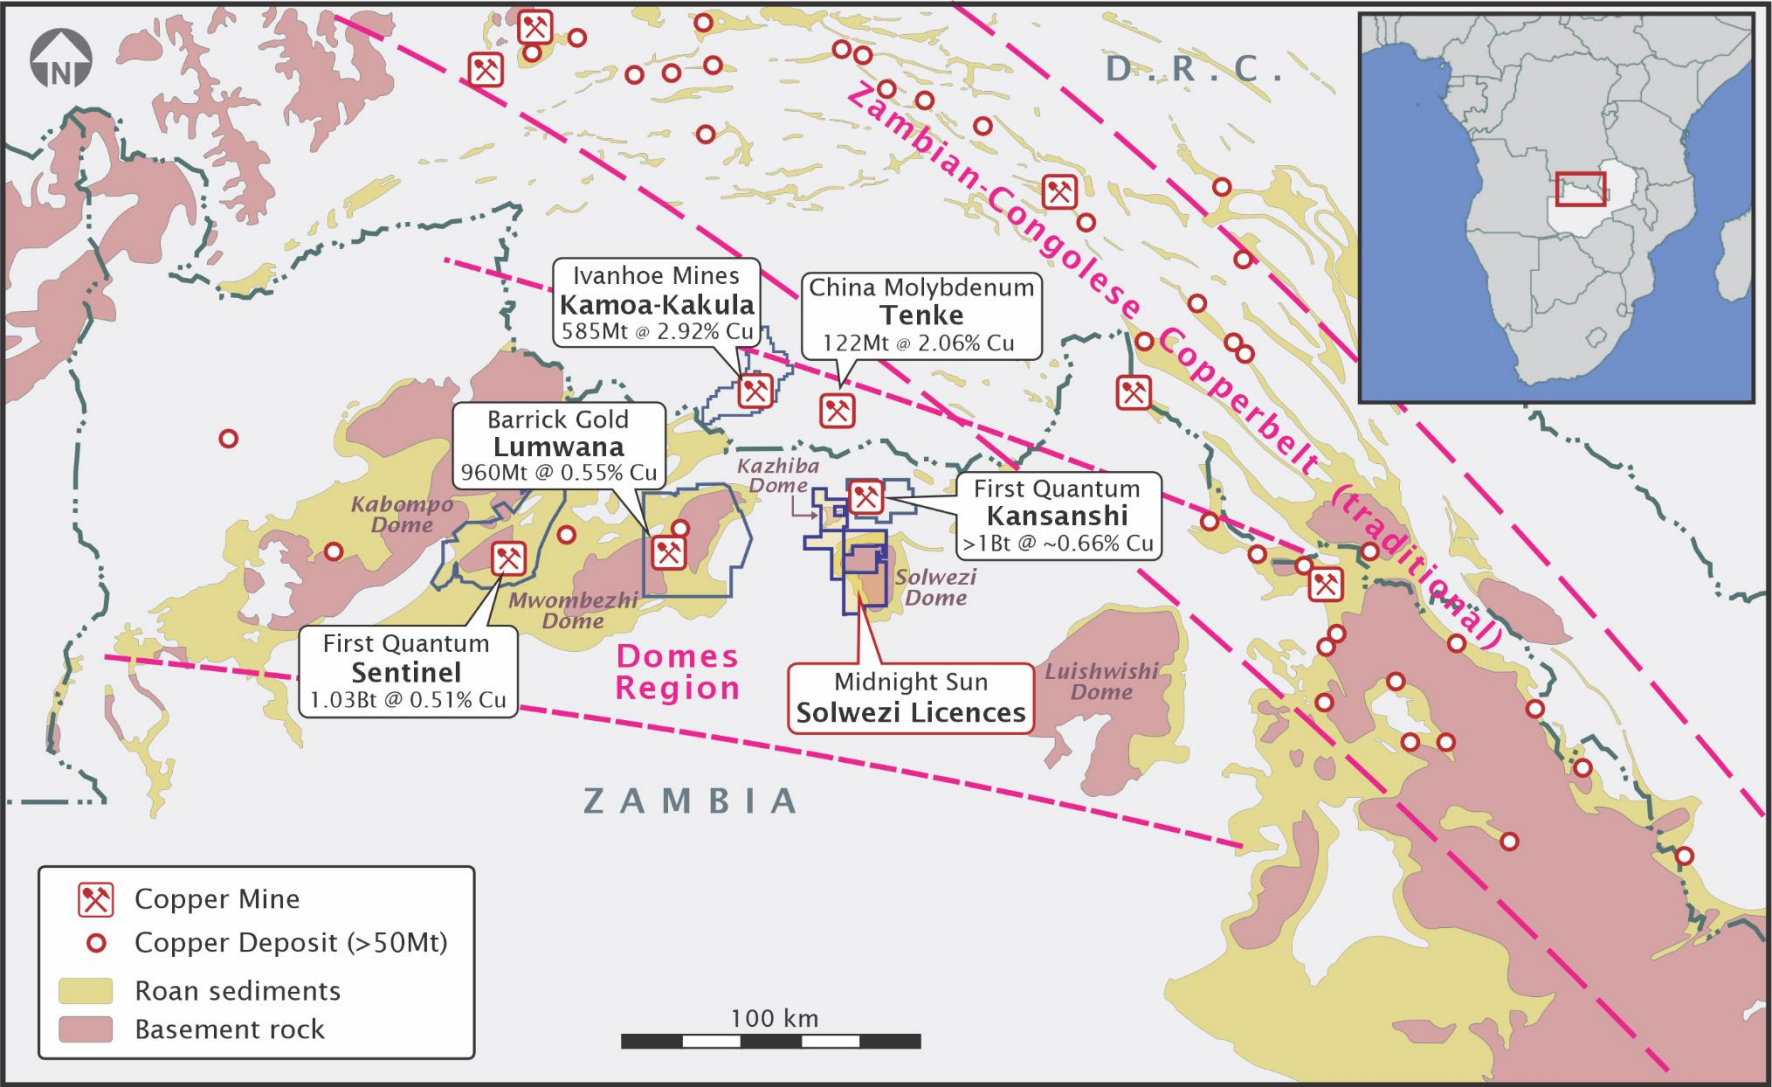 N
D.R.C.
Zambian-Congolese Copperbelt (traditional)
Ivanhoe Mines
Kamoa-Kakula
585Mt @ 2.92% Cu
China Molybdenum
Tenke
122Mt @ 2.06% Cu
Barrick Gold
Lumwana
960Mt @ 0.55% Cu
Kazhiba
Dome
First Quantum
Kansanshi
>1Bt @ ~0.66% Cu
Kabompo
Dome
Mwombezhi
Dome
Solwezi
Dome
First Quantum
Sentinel
1.03Bt @ 0.51% Cu
Domes
Region
Midnight Sun
Solwezi Licences
Luishwishi
Dome
ZAMBIA
Copper Mine
Copper Deposit (>50Mt)
Roan sediments
Basement rock
100 km